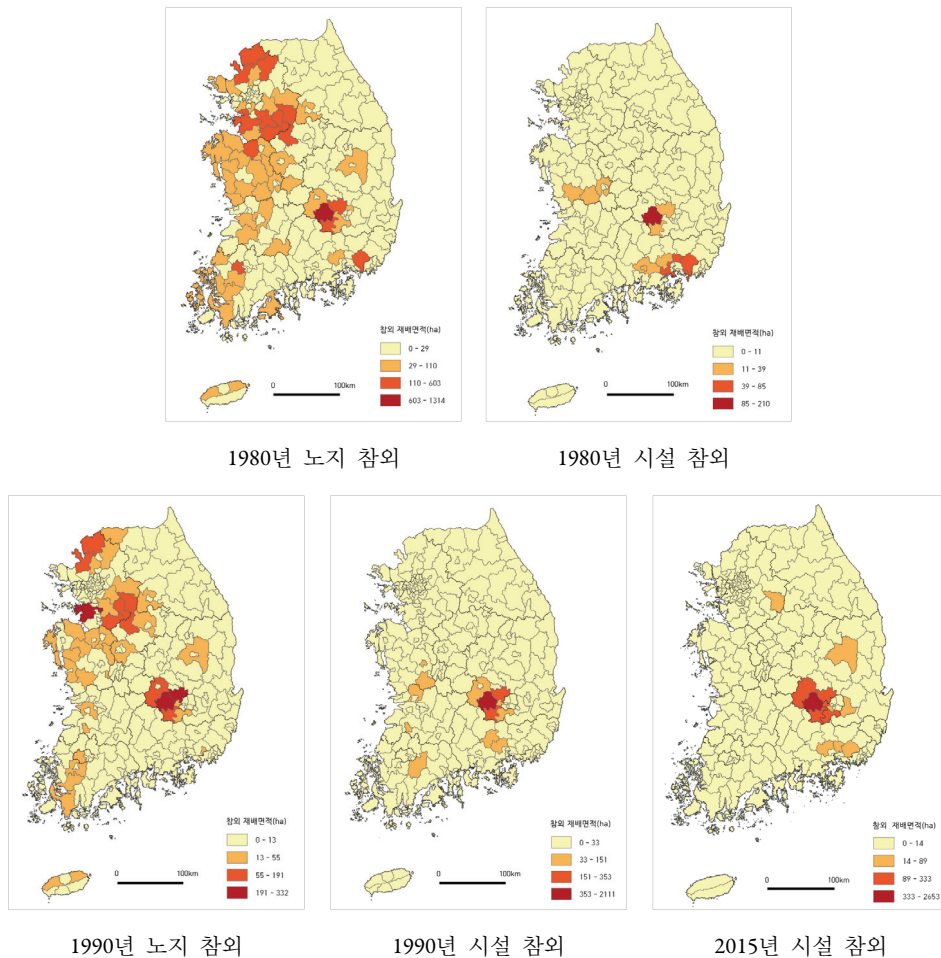 참외 재배면적(ha)
0 - 29
29 - 110
110 - 603
603 - 1314
0 100km
참외 재배면적(ha)
0 - 11
11 - 39
39 - 85
85 - 210
0 100km
1980년 노지 참외
1980년 시설 참외
참외 재배면적(ha)
0 - 13
13 - 55
55 - 191
191 - 332
0 100km
참외 재배면적(ha)
0 - 33
33 - 151
151 - 353
353 - 2111
0 100km
참외 재배면적(ha)
0 - 14
14 - 89
89 - 333
333 - 2653
0 100km
1990년 노지 참외
1990년 시설 참외
2015년 시설 참외